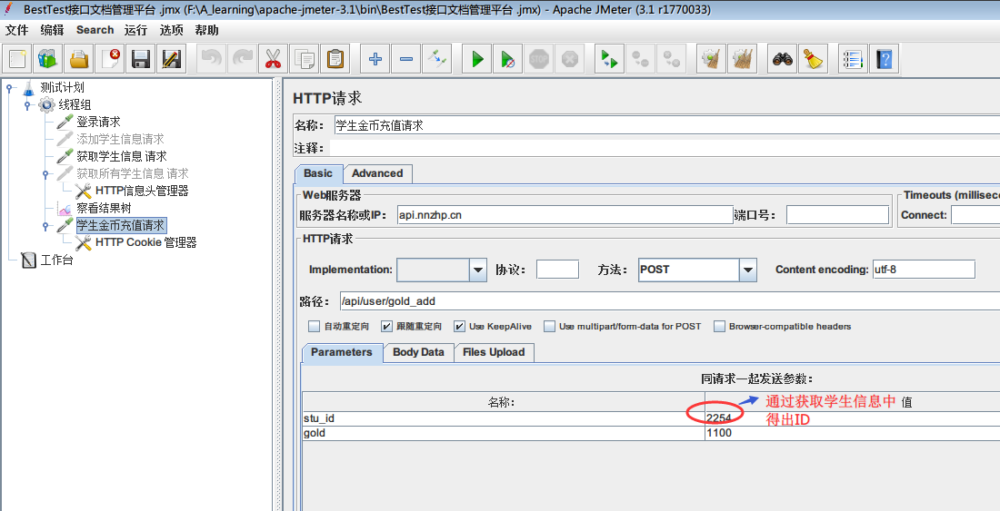 BestTest接口文档管理平台 .jmx (F:\A_learning\apache-jmeter-3.1\bin\BestTest接口文档管理平台 .jmx) - Apache JMeter (3.1 r1770033)
文件 编辑 Search 运行 选项 帮助
STOP
测试计划
线程组
登录请求
添加学生信息请求
获取学生信息 请求
获取所有学生信息 请求
HTTP信息头管理器
察看结果树
学生金币充值请求
HTTP Cookie 管理器
工作台
HTTP请求
名称: 学生金币充值请求
注释:
Basic Advanced
Web服务器 Timeouts (millisec
服务器名称或IP: api.nnzhp.cn 端口号: Connect:
HTTP请求
Implementation: 协议: 方法: POST Content encoding: utf-8
路径: /api/user/gold_add
自动重定向 跟随重定向 Use KeepAlive Use multipart/form-data for POST Browser-compatible headers
Parameters Body Data Files Upload
同请求一起发送参数:
名称: 通过获取学生信息中 值
stu_id 2254 得出ID
gold 1100